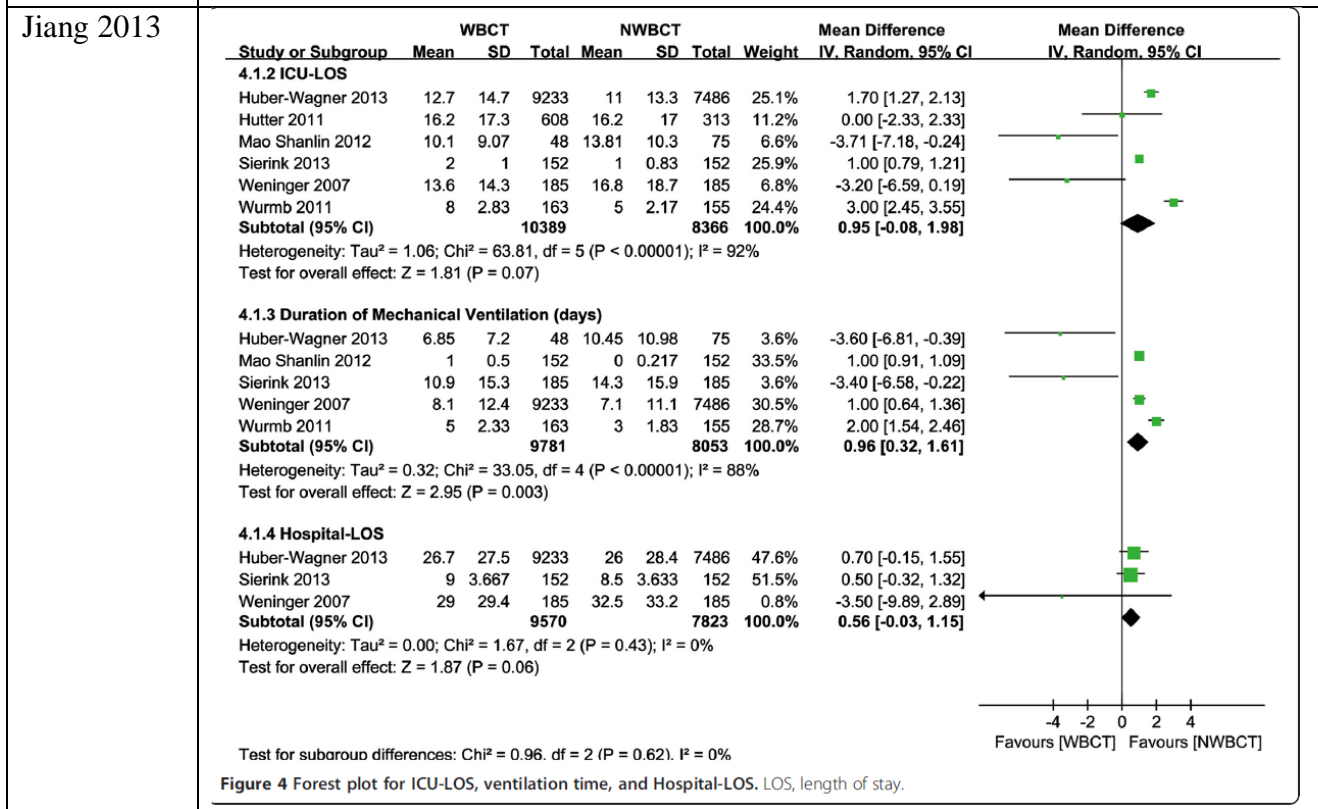 Jiang 2013
WBCT NWBCT Mean Difference Mean Difference
Study or Subgroup Mean SD Total Mean SD Total Weight IV, Random, 95% CI IV, Random, 95% CI
4.1.2 ICU-LOS
Huber-Wagner 2013 12.7 14.7 9233 11 13.3 7486 25.1% 1.70 [1.27, 2.13]
Hutter 2011 16.2 17.3 608 16.2 17 313 11.2% 0.00 [-2.33, 2.33]
Mao Shanlin 2012 10.1 9.07 48 13.81 10.3 75 6.6% -3.71 [-7.18, -0.24]
Sierink 2013 2 1 152 1 0.83 152 25.9% 1.00 [0.79, 1.21]
Weninger 2007 13.6 14.3 185 16.8 18.7 185 6.8% -3.20 [-6.59, 0.19]
Wurmb 2011 8 2.83 163 5 2.17 155 24.4% 3.00 [2.45, 3.55]
Subtotal (95% CI) 10389 8366 100.0% 0.95 [-0.08, 1.98]
Heterogeneity: Tau² = 1.06; Chi² = 63.81, df = 5 (P < 0.00001); I² = 92%
Test for overall effect: Z = 1.81 (P = 0.07)
4.1.3 Duration of Mechanical Ventilation (days)
Huber-Wagner 2013 6.85 7.2 48 10.45 10.98 75 3.6% -3.60 [-6.81, -0.39]
Mao Shanlin 2012 1 0.5 152 0 0.217 152 33.5% 1.00 [0.91, 1.09]
Sierink 2013 10.9 15.3 185 14.3 15.9 185 3.6% -3.40 [-6.58, -0.22]
Weninger 2007 8.1 12.4 9233 7.1 11.1 7486 30.5% 1.00 [0.64, 1.36]
Wurmb 2011 5 2.33 163 3 1.83 155 28.7% 2.00 [1.54, 2.46]
Subtotal (95% CI) 9781 8053 100.0% 0.96 [0.32, 1.61]
Heterogeneity: Tau² = 0.32; Chi² = 33.05, df = 4 (P < 0.00001); I² = 88%
Test for overall effect: Z = 2.95 (P = 0.003)
4.1.4 Hospital-LOS
Huber-Wagner 2013 26.7 27.5 9233 26 28.4 7486 47.6% 0.70 [-0.15, 1.55]
Sierink 2013 9 3.667 152 8.5 3.633 152 51.5% 0.50 [-0.32, 1.32]
Weninger 2007 29 29.4 185 32.5 33.2 185 0.8% -3.50 [-9.89, 2.89]
Subtotal (95% CI) 9570 7823 100.0% 0.56 [-0.03, 1.15]
Heterogeneity: Tau² = 0.00; Chi² = 1.67, df = 2 (P = 0.43); I² = 0%
Test for overall effect: Z = 1.87 (P = 0.06)
-4 -2 0 2 4
Favours [WBCT] Favours [NWBCT]
Test for subgroup differences: Chi² = 0.96, df = 2 (P = 0.62), I² = 0%
Figure 4 Forest plot for ICU-LOS, ventilation time, and Hospital-LOS. LOS, length of stay.